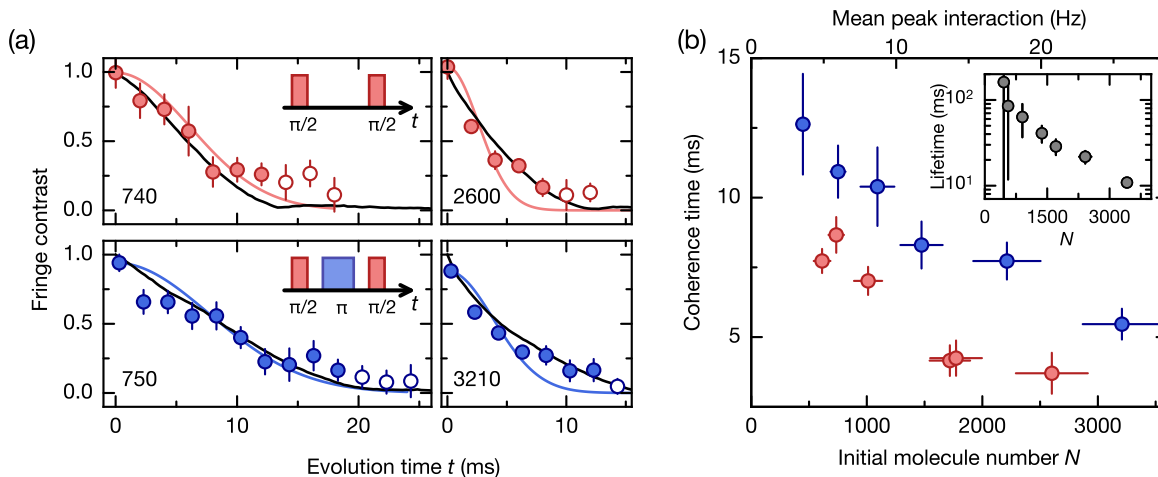 (a)
Fringe contrast
1.0
0.5
0.0
π/2
π/2
t
740
2600
1.0
0.5
0.0
π/2
π
π/2
t
750
3210
0
10
20
0
10
Evolution time t (ms)
(b)
Mean peak interaction (Hz)
0
10
20
Coherence time (ms)
15
10
5
Lifetime (ms)
10²
10¹
0
1500
3000
N
0
1000
2000
3000
Initial molecule number N